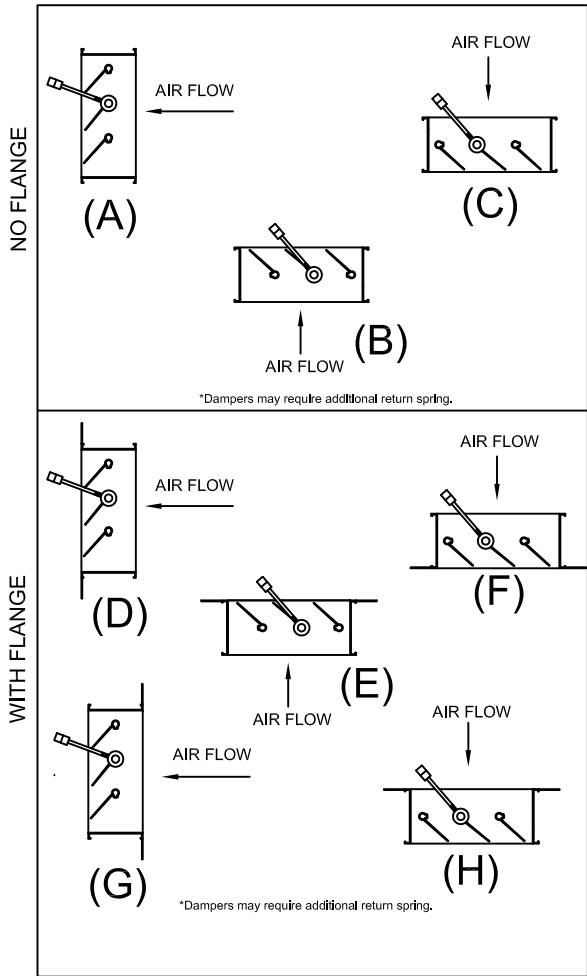 NO FLANGE
AIR FLOW
(A)
AIR FLOW
(C)
(B)
AIR FLOW
*Dampers may require additional return spring.
WITH FLANGE
AIR FLOW
(D)
AIR FLOW
(F)
(E)
AIR FLOW
AIR FLOW
(G)
AIR FLOW
(H)
*Dampers may require additional return spring.